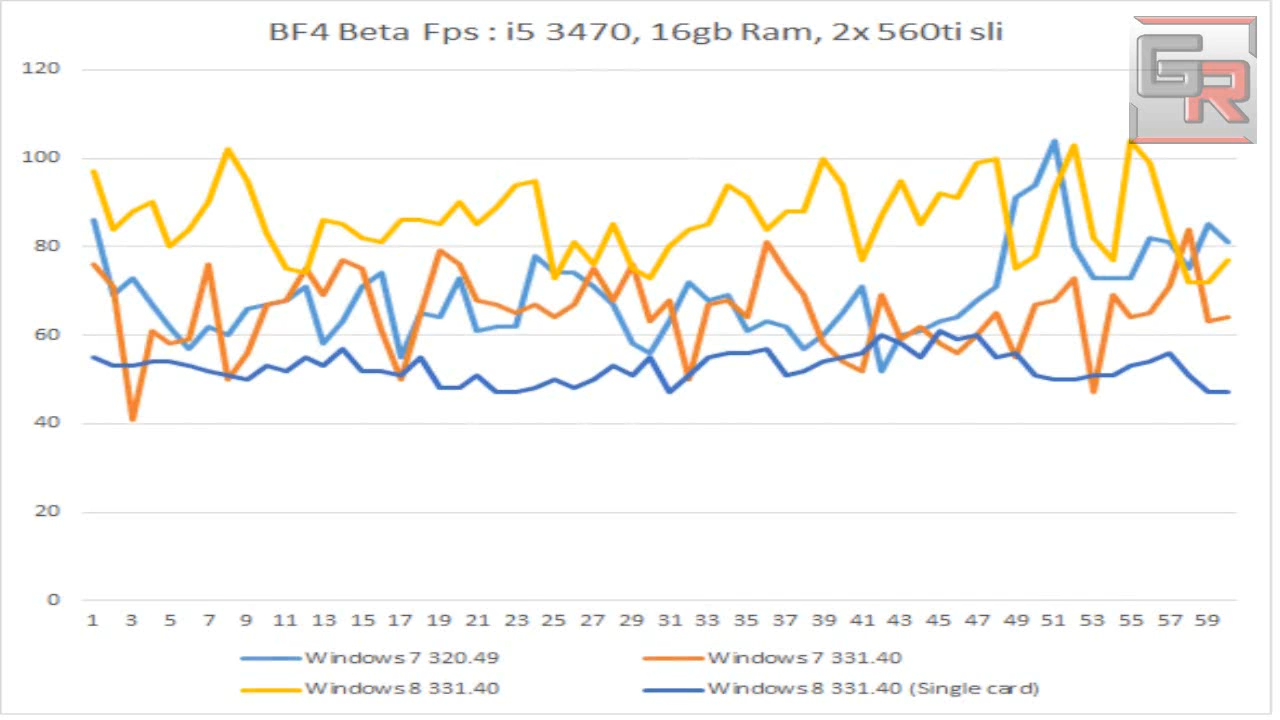 BF4 Beta Fps : i5 3470, 16gb Ram, 2x 560ti sli
GR
120
100
80
60
40
20
0
1 3 5 7 9 11 13 15 17 19 21 23 25 27 29 31 33 35 37 39 41 43 45 47 49 51 53 55 57 59
Windows 7 320.49 Windows 7 331.40
Windows 8 331.40 Windows 8 331.40 (Single card)